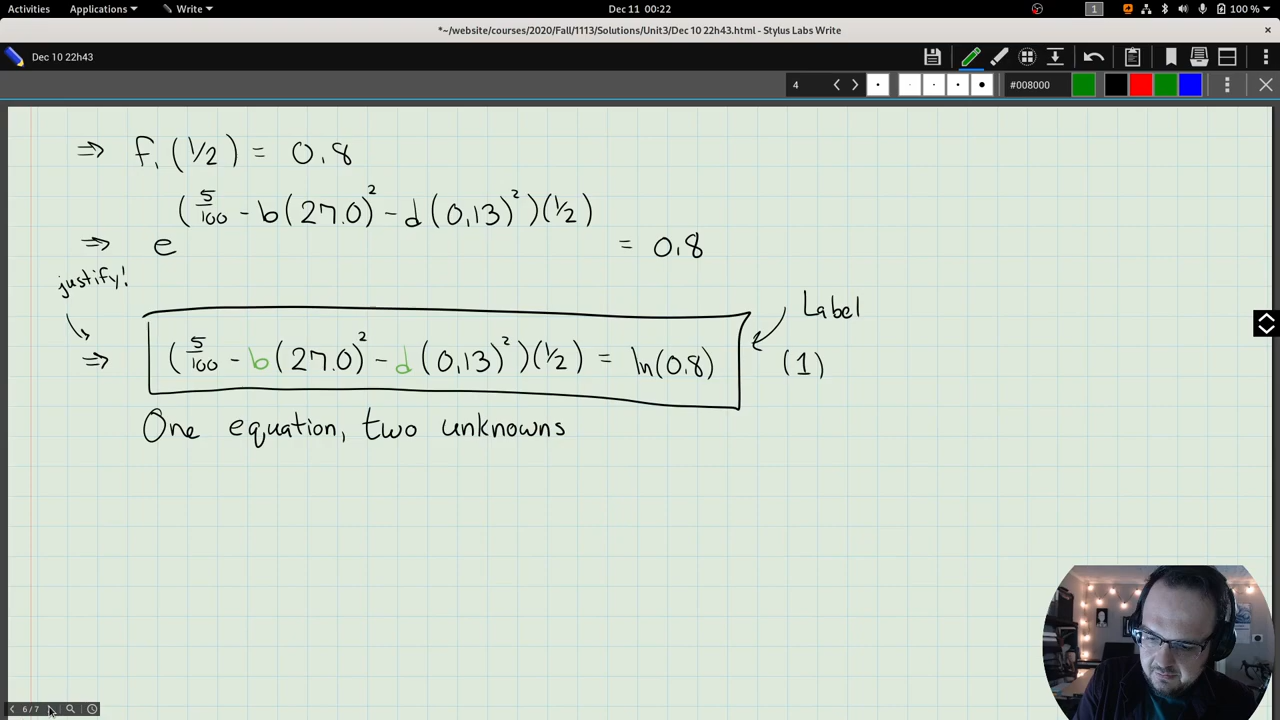 Activities Applications Write Dec 11 00:22 1 100 %
*~/website/courses/2020/Fall/1113/Solutions/Unit3/Dec 10 22h43.html - Stylus Labs Write
Dec 10 22h43
4 #008000
⇒ f₁(1/2) = 0.8
⇒ e^(5/100 - b(27.0)² - d(0,13)²)(1/2) = 0.8
justify!
Label
⇒ (5/100 - b(27.0)² - d(0,13)²)(1/2) = ln(0.8) (1)
One equation, two unknowns
6/7